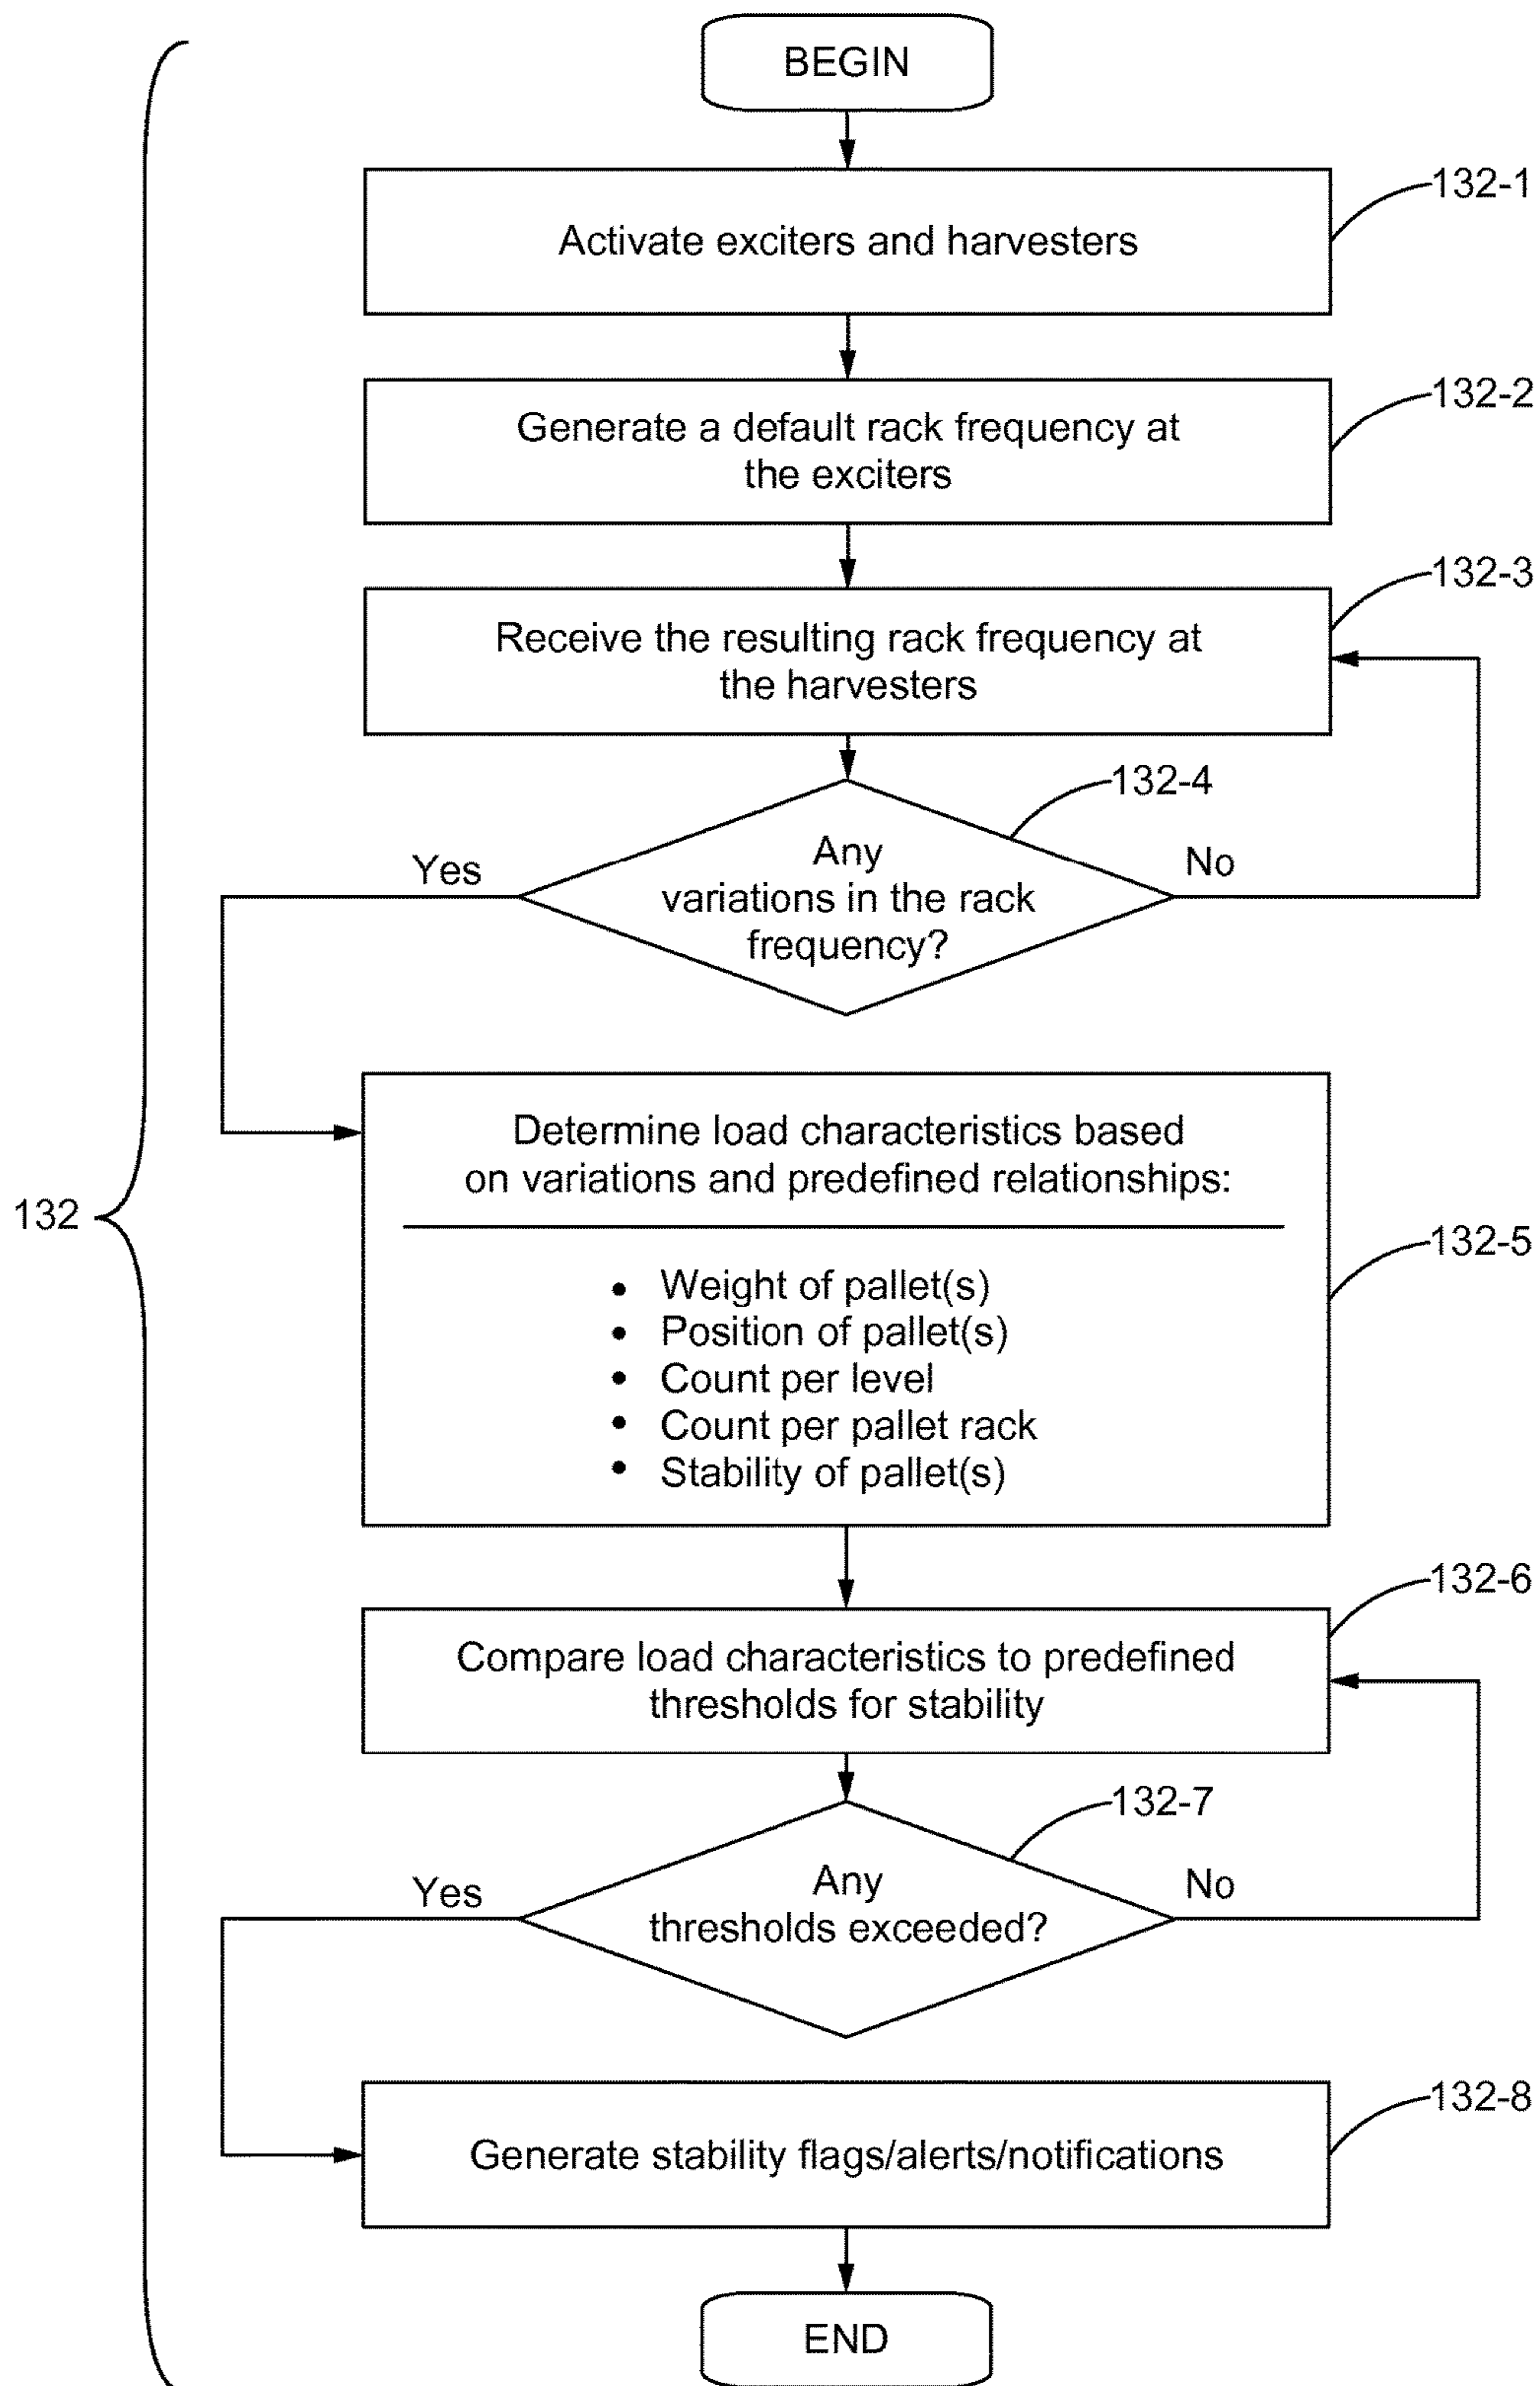 BEGIN
132-1
Activate exciters and harvesters
132-2
Generate a default rack frequency at
the exciters
132-3
Receive the resulting rack frequency at
the harvesters
132-4
Any
variations in the rack
frequency?
Yes
No
132
Determine load characteristics based
on variations and predefined relationships:
132-5
• Weight of pallet(s)
• Position of pallet(s)
• Count per level
• Count per pallet rack
• Stability of pallet(s)
132-6
Compare load characteristics to predefined
thresholds for stability
132-7
Any
thresholds exceeded?
Yes
No
132-8
Generate stability flags/alerts/notifications
END